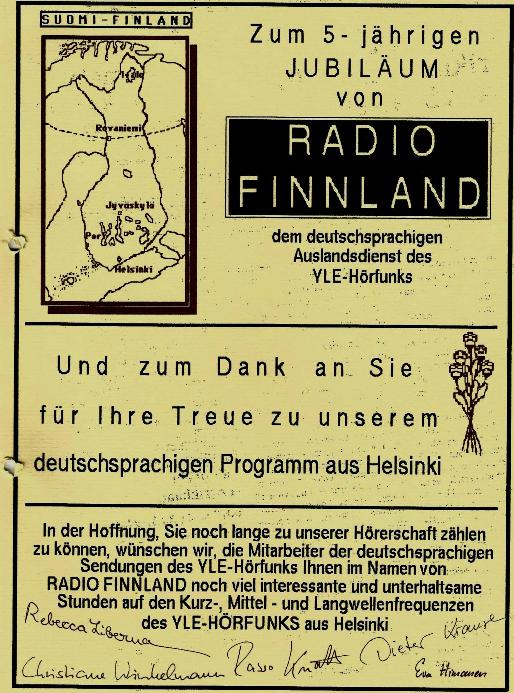 SUOMI-FINLAND
Rovaniemi
Jyvaskyla
Helsinki
Zum 5- jährigen
JUBILÄUM
von
RADIO
FINNLAND
dem deutschsprachigen
Auslandsdienst des
YLE-Hörfunks
Und zum Dank an Sie
für Ihre Treue zu unserem
deutschsprachigen Programm aus Helsinki
In der Hoffnung, Sie noch lange zu unserer Hörerschaft zählen
zu können, wünschen wir, die Mitarbeiter der deutschsprachigen
Sendungen des YLE-Hörfunks Ihnen im Namen von
RADIO FINNLAND noch viel interessante und unterhaltsame
Stunden auf den Kurz-, Mittel - und Langwellenfrequenzen
des YLE-HÖRFUNKS aus Helsinki
Rebecca Liberna
Christiane Winkelmann
Dieter Krause
Eva